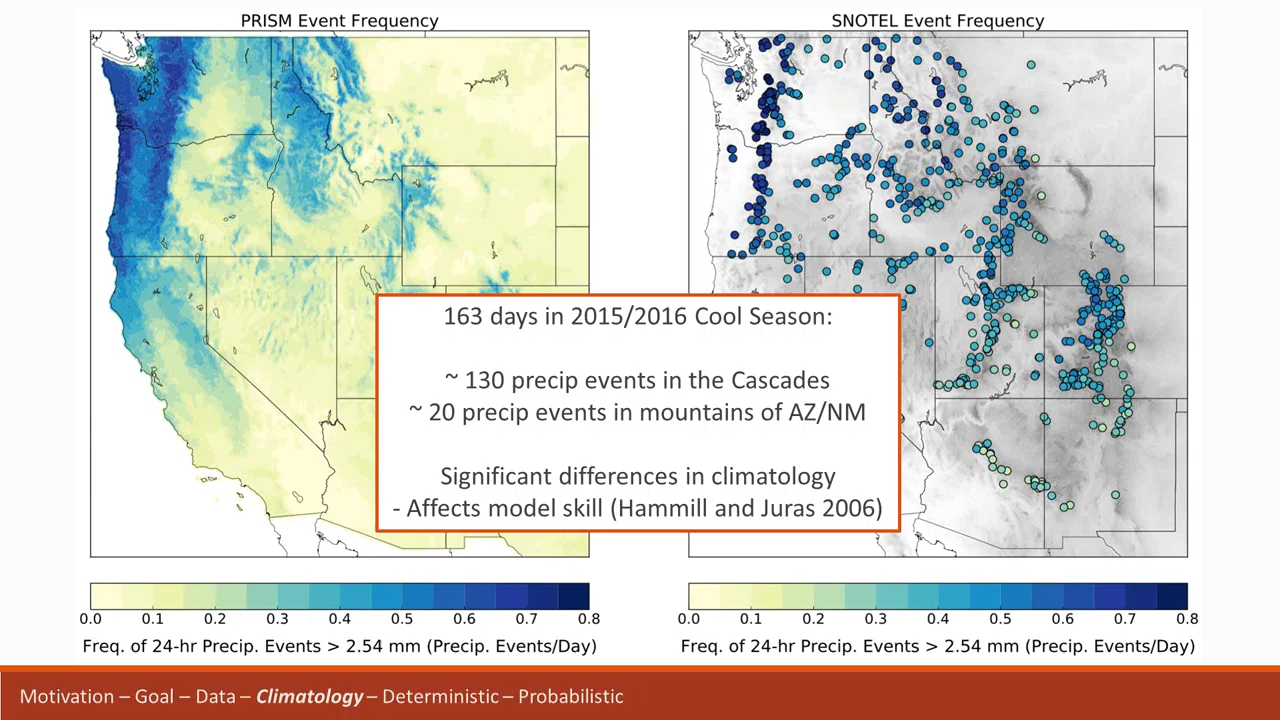 PRISM Event Frequency
SNOTEL Event Frequency
163 days in 2015/2016 Cool Season:
~ 130 precip events in the Cascades
~ 20 precip events in mountains of AZ/NM
Significant differences in climatology
- Affects model skill (Hammill and Juras 2006)
0.0 0.1 0.2 0.3 0.4 0.5 0.6 0.7 0.8
Freq. of 24-hr Precip. Events > 2.54 mm (Precip. Events/Day)
0.0 0.1 0.2 0.3 0.4 0.5 0.6 0.7 0.8
Freq. of 24-hr Precip. Events > 2.54 mm (Precip. Events/Day)
Motivation – Goal – Data – Climatology – Deterministic – Probabilistic